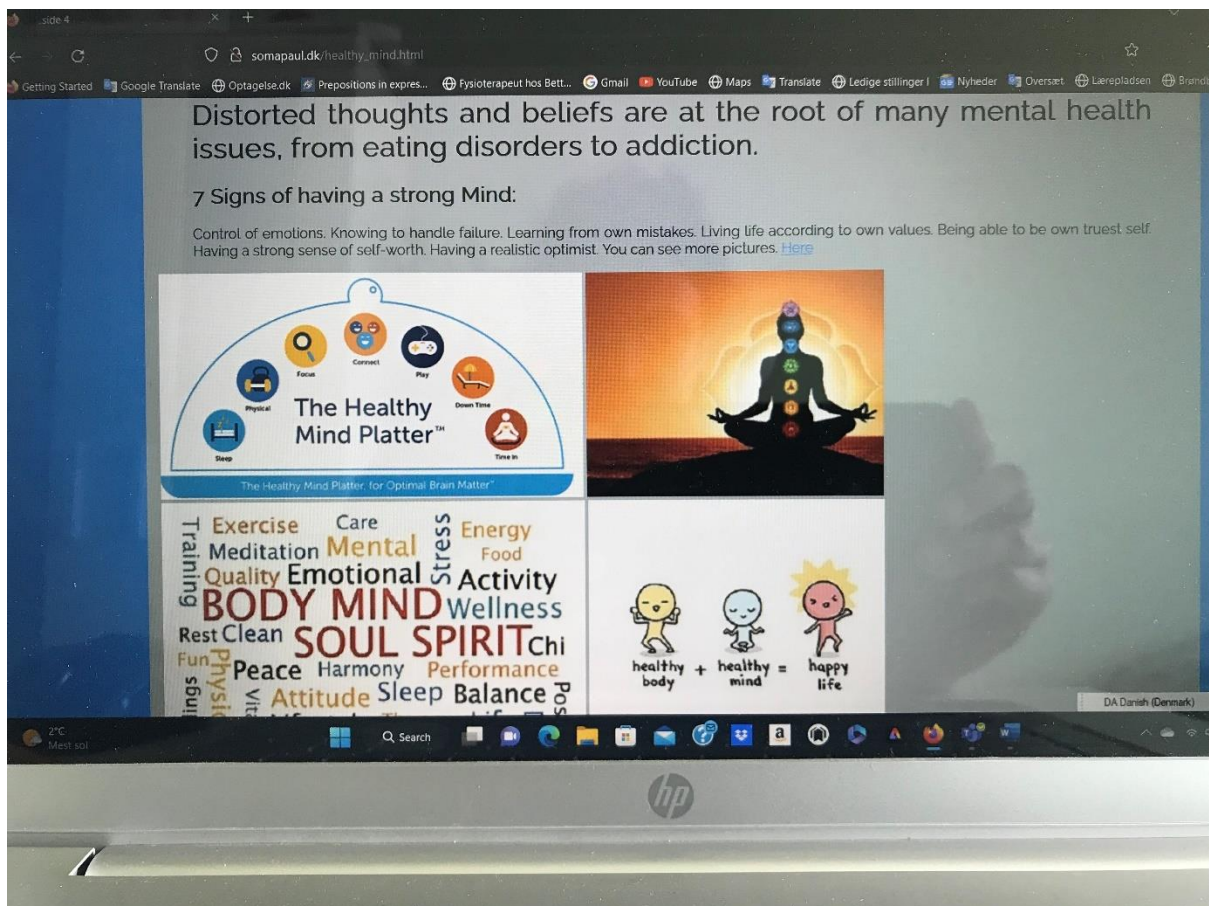 side 4
somapaul.dk/healthy_mind.html
Getting Started Google Translate Optagelse.dk Prepositions in expres... Fysioterapeut hos Bett... Gmail YouTube Maps Translate Ledige stillinger I Nyheder Oversæt Lærepladsen
Distorted thoughts and beliefs are at the root of many mental health
issues, from eating disorders to addiction.
7 Signs of having a strong Mind:
Control of emotions. Knowing to handle failure. Learning from own mistakes. Living life according to own values. Being able to be own truest self.
Having a strong sense of self-worth. Having a realistic optimist. You can see more pictures. Here
Sleep
Physical
Focus
Connect
Play
Down Time
Time In
The Healthy
Mind Platter™
The Healthy Mind Platter, for Optimal Brain Matter™
Training
Exercise Care
Stress
Energy
Meditation Mental
Food
Quality Emotional
Activity
BODY MIND Wellness
Rest Clean SOUL SPIRIT Chi
Fun
Peace Harmony Performance
Attitude Sleep Balance
healthy body + healthy mind = happy life
DA Danish (Denmark)
2°C
Mest sol
Search
a
hp